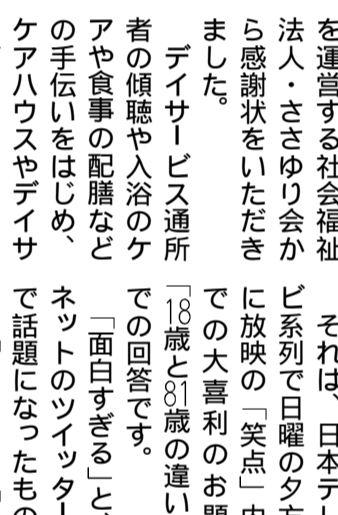 を運営する社会福祉
法人・ささゆり会か
ら感謝状をいただき
ました。
デイサービス通所
者の傾聴や入浴のケ
アや食事の配膳など
の手伝いをはじめ、
ケアハウスやデイサ
それは、日本テレ
ビ系列で日曜の夕方
に放映の「笑点」内
での大喜利のお題
「18歳と81歳の違い
での回答です。
「面白すぎる」と、
ネットのツイッター
で話題になったもの